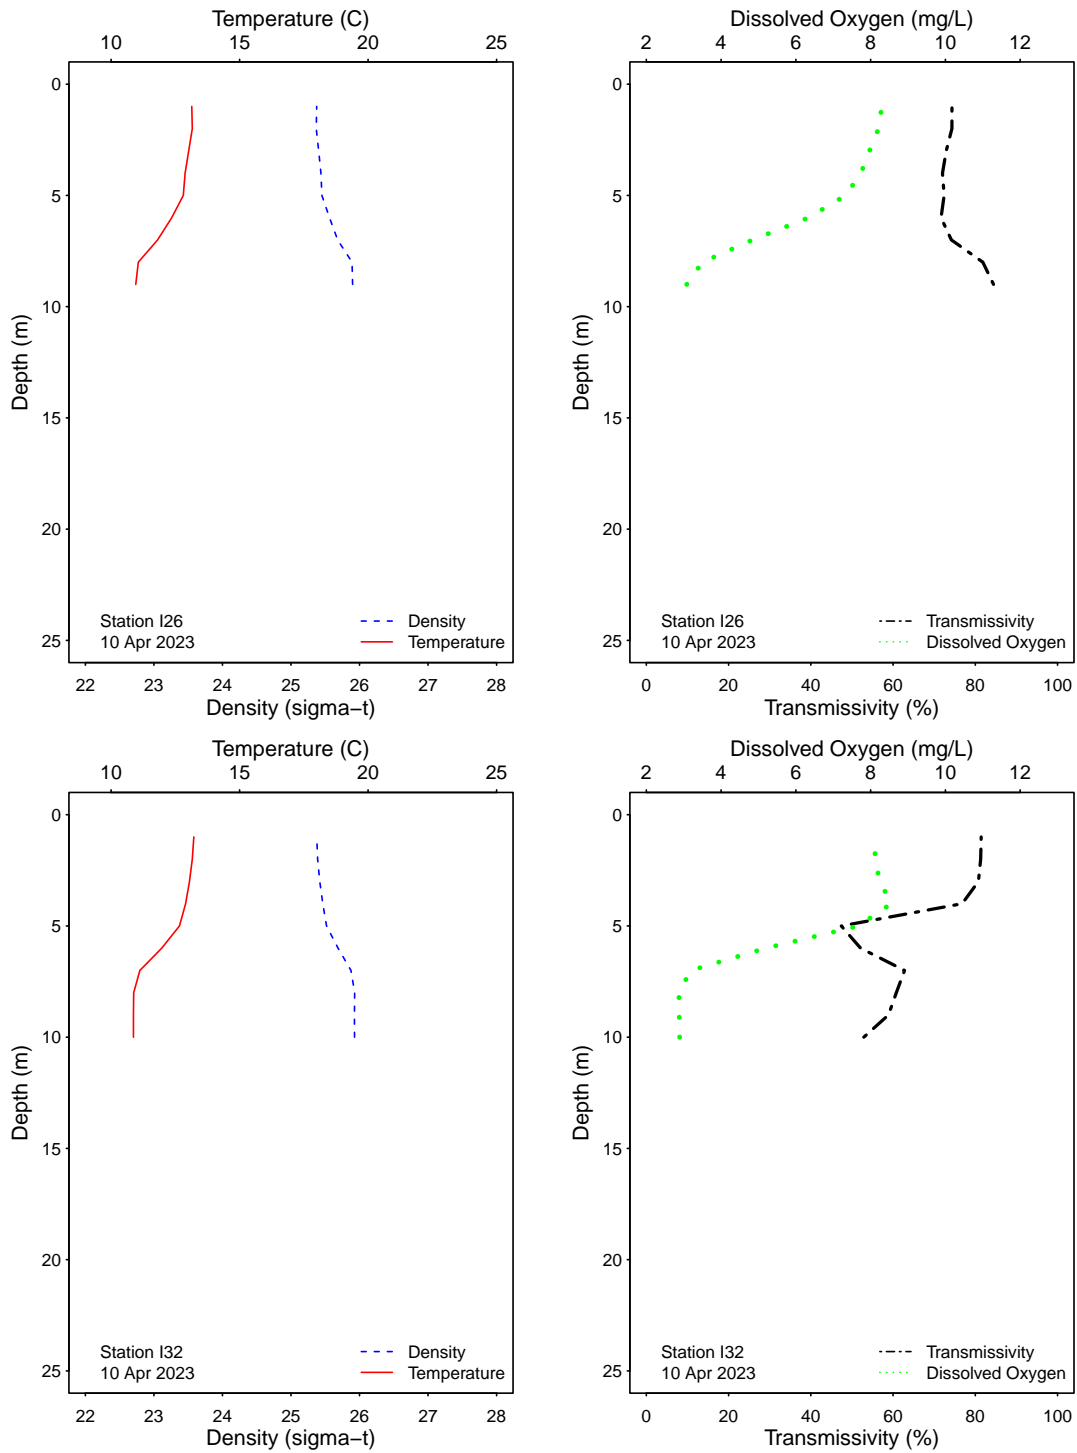 Temperature (C)
10 15 20 25
0
5
10
15
20
25
Depth (m)
Station I26
10 Apr 2023
Density
Temperature
22 23 24 25 26 27 28
Density (sigma−t)
Dissolved Oxygen (mg/L)
2 4 6 8 10 12
0
5
10
15
20
25
Depth (m)
Station I26
10 Apr 2023
Transmissivity
Dissolved Oxygen
0 20 40 60 80 100
Transmissivity (%)
Temperature (C)
10 15 20 25
0
5
10
15
20
25
Depth (m)
Station I32
10 Apr 2023
Density
Temperature
22 23 24 25 26 27 28
Density (sigma−t)
Dissolved Oxygen (mg/L)
2 4 6 8 10 12
0
5
10
15
20
25
Depth (m)
Station I32
10 Apr 2023
Transmissivity
Dissolved Oxygen
0 20 40 60 80 100
Transmissivity (%)